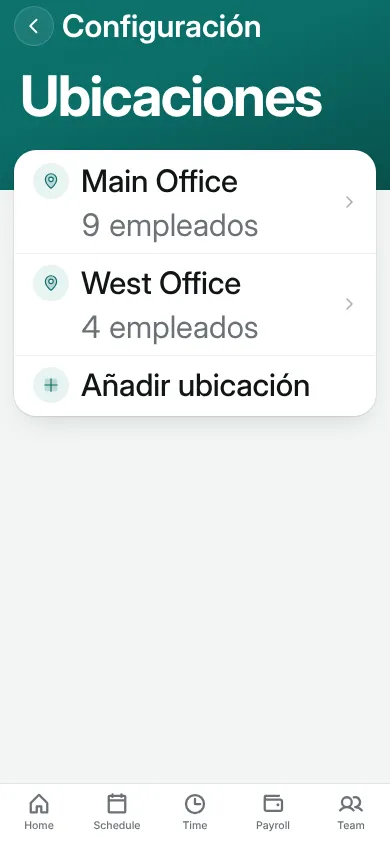 Configuración
Ubicaciones
Main Office
9 empleados
West Office
4 empleados
Añadir ubicación
Home
Schedule
Time
Payroll
Team